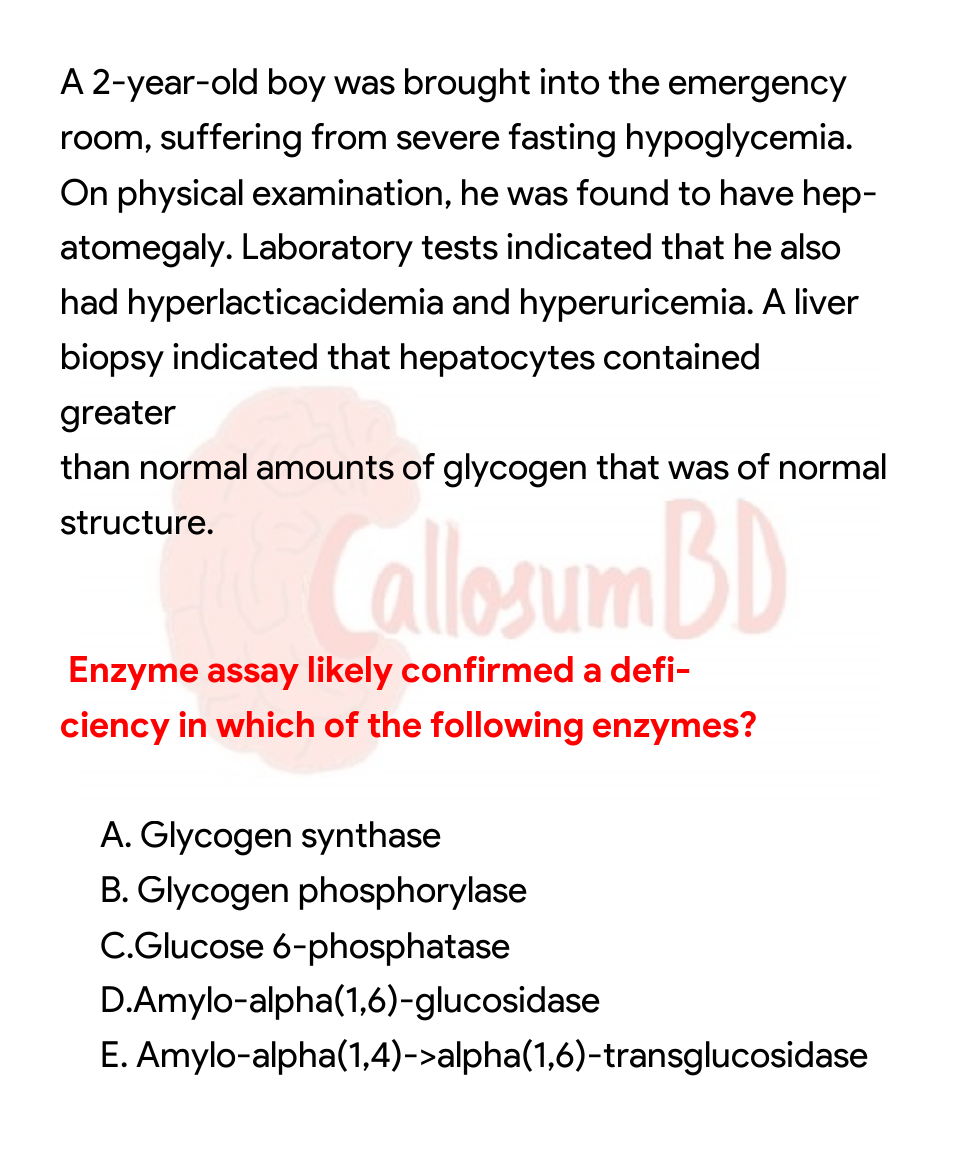 A 2-year-old boy was brought into the emergency
room, suffering from severe fasting hypoglycemia.
On physical examination, he was found to have hep-
atomegaly. Laboratory tests indicated that he also
had hyperlacticacidemia and hyperuricemia. A liver
biopsy indicated that hepatocytes contained
greater
than normal amounts of glycogen that was of normal
structure.
CallosumBD
Enzyme assay likely confirmed a defi-
ciency in which of the following enzymes?
A. Glycogen synthase
B. Glycogen phosphorylase
C.Glucose 6-phosphatase
D.Amylo-alpha(1,6)-glucosidase
E. Amylo-alpha(1,4)->alpha(1,6)-transglucosidase